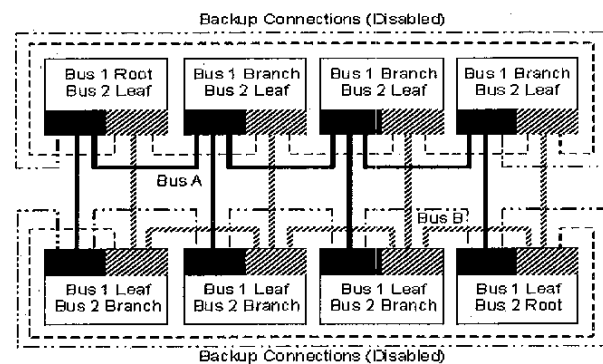 Backup Connections (Disabled)
Bus 1 Root
Bus 2 Leaf
Bus 1 Branch
Bus 2 Leaf
Bus 1 Branch
Bus 2 Leaf
Bus 1 Branch
Bus 2 Leaf
Bus A
Bus B
Bus 1 Leaf
Bus 2 Branch
Bus 1 Leaf
Bus 2 Branch
Bus 1 Leaf
Bus 2 Branch
Bus 1 Leaf
Bus 2 Root
Backup Connections (Disabled)